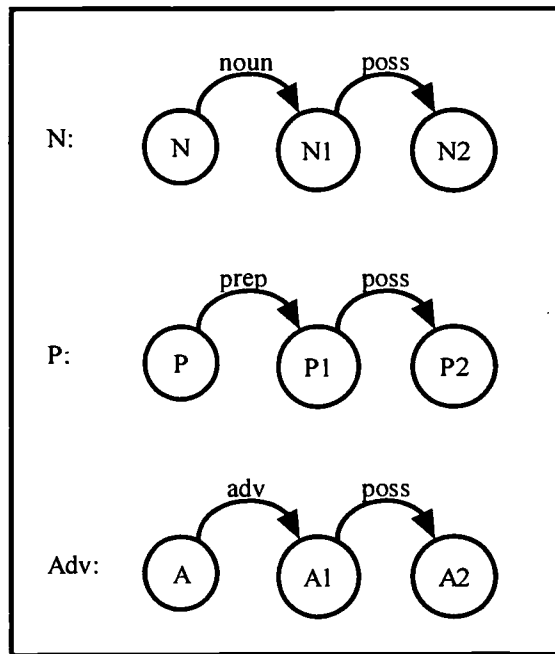 noun poss
N: N N1 N2
prep poss
P: P P1 P2
adv poss
Adv: A A1 A2